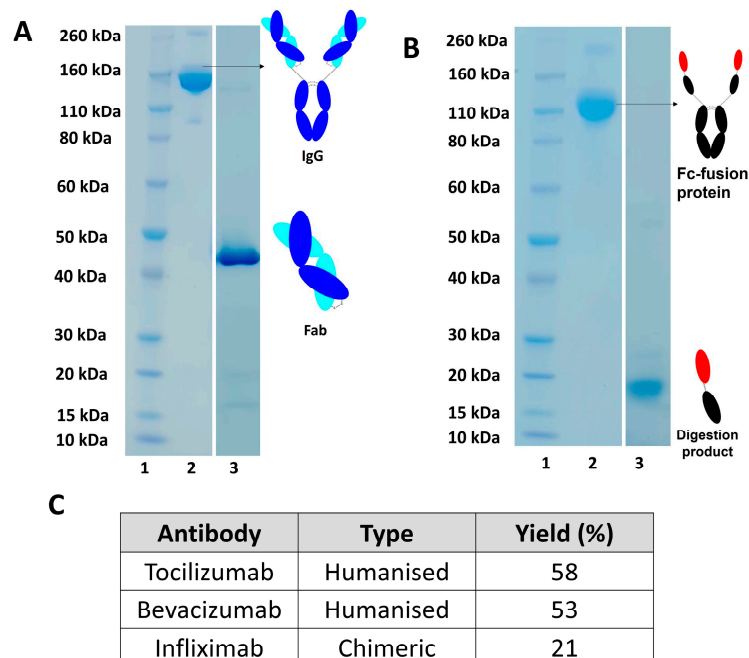 A
260 kDa
160 kDa
110 kDa
80 kDa
60 kDa
50 kDa
40 kDa
30 kDa
20 kDa
15 kDa
10 kDa
1 2 3
IgG
Fab
B
260 kDa
160 kDa
110 kDa
80 kDa
60 kDa
50 kDa
40 kDa
30 kDa
20 kDa
15 kDa
10 kDa
1 2 3
Fc-fusion
protein
Digestion
product
C
Antibody Type Yield (%)
Tocilizumab Humanised 58
Bevacizumab Humanised 53
Infliximab Chimeric 21